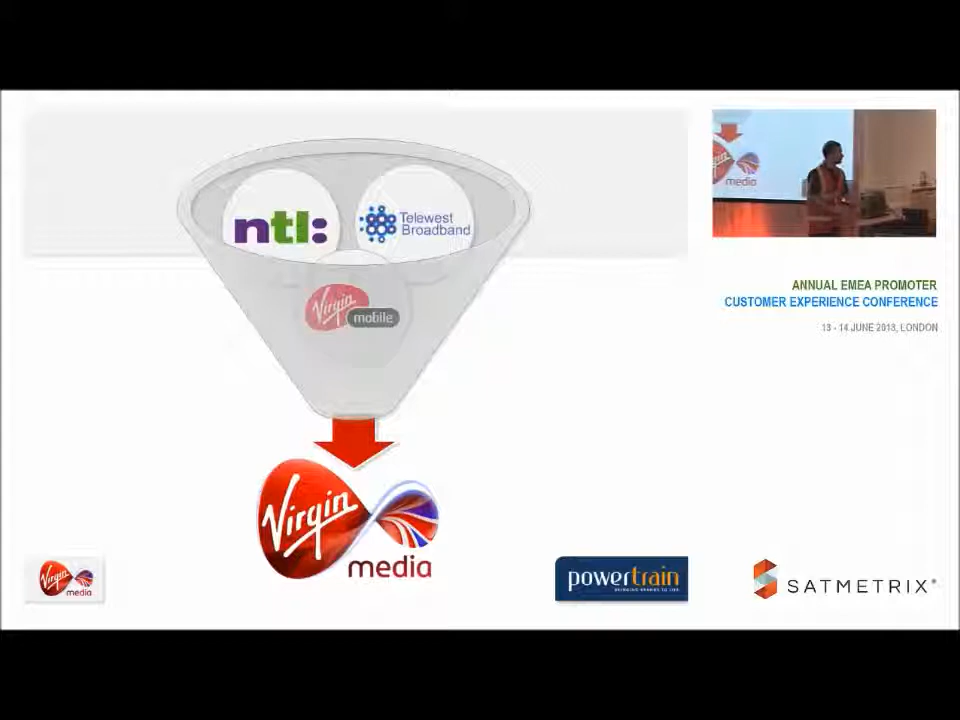 ntl:
Telewest
Broadband
Virgin
mobile
Virgin
media
Virgin
media
ANNUAL EMEA PROMOTER
CUSTOMER EXPERIENCE CONFERENCE
13 - 14 JUNE 2013, LONDON
Virgin
media
powertrain
SATMETRIX®